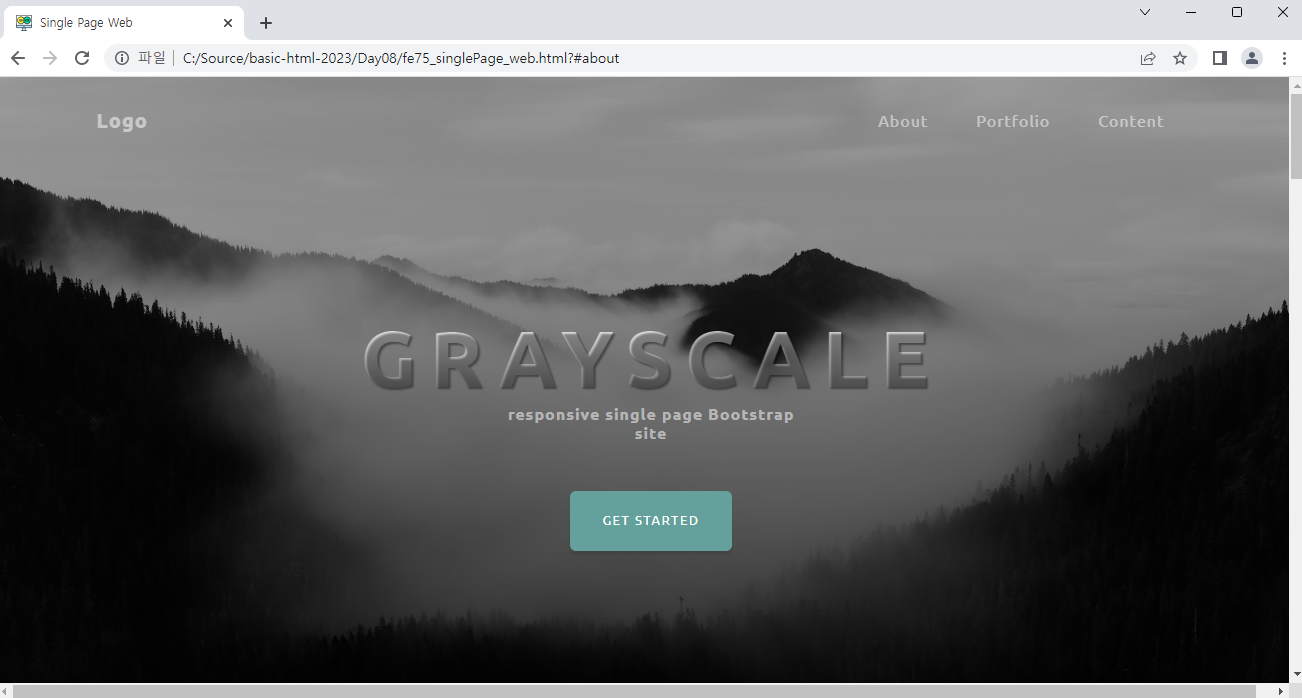 Single Page Web
파일 C:/Source/basic-html-2023/Day08/fe75_singlePage_web.html?#about
Logo About Portfolio Content
GRAYSCALE
responsive single page Bootstrap
site
GET STARTED